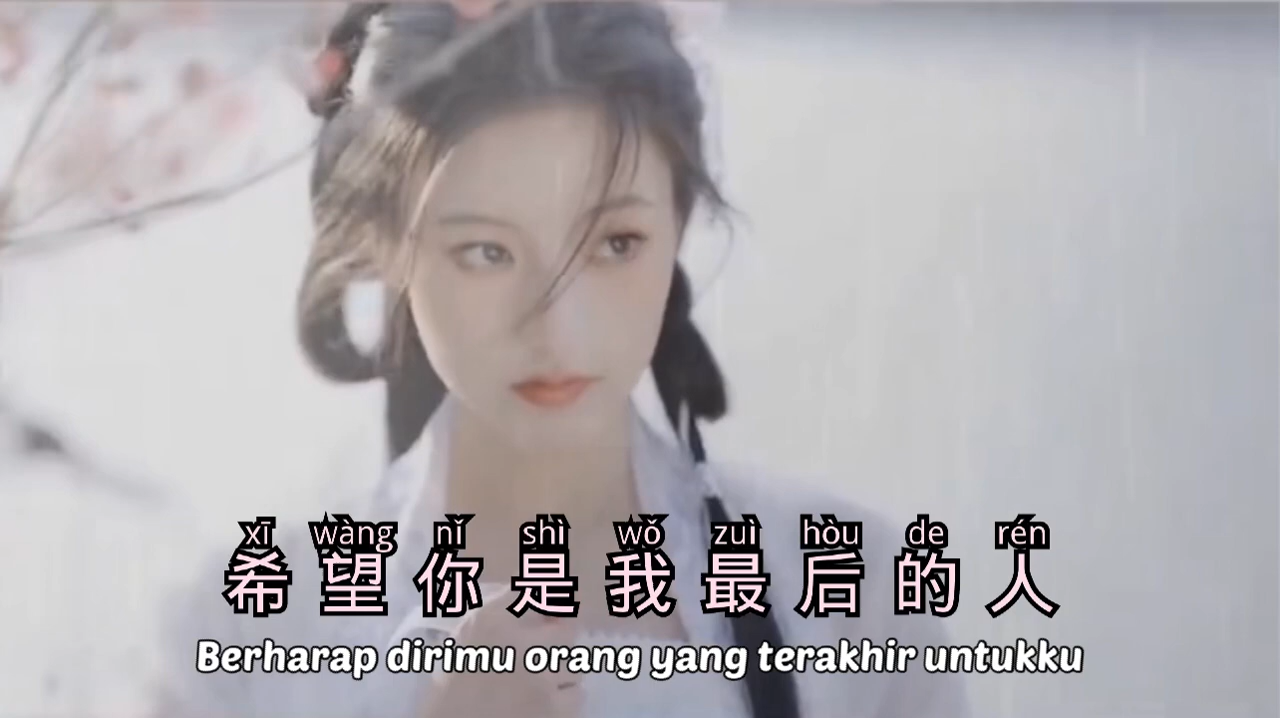 xī wàng nǐ shì wǒ zuì hòu de rén
希望你是我最后的人
Berharap dirimu orang yang terakhir untukku